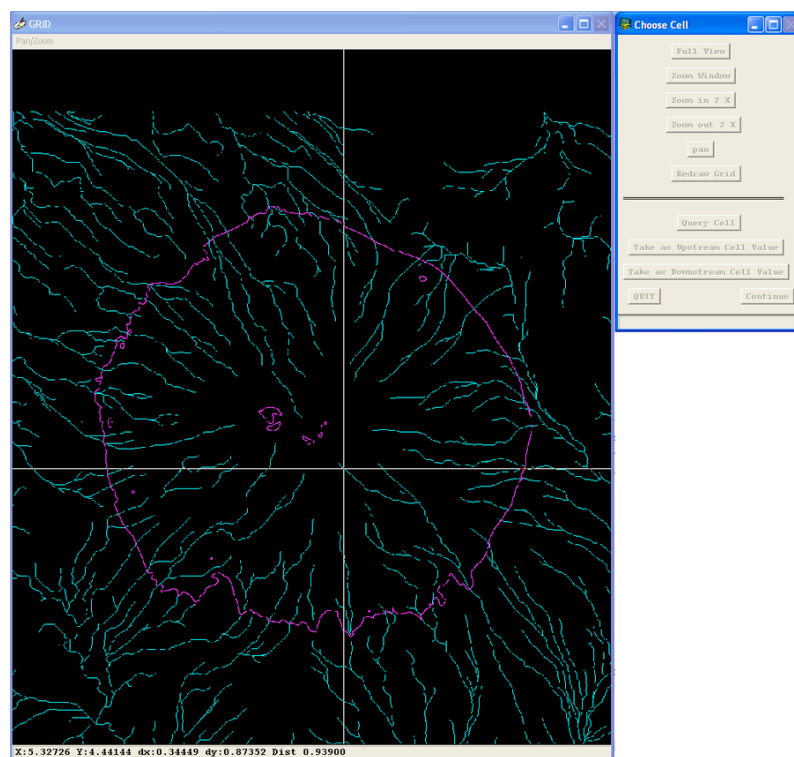 GRID
Pan/Zoom
X:5.32726 Y:4.44144 dx:0.34449 dy:0.87352 Dist 0.93900
Choose Cell
Full View
Zoom Window
Zoom in 2 X
Zoom out 2 X
pan
Redraw Grid
Query Cell
Take as Upstream Cell Value
Take as Downstream Cell Value
QUIT Continue